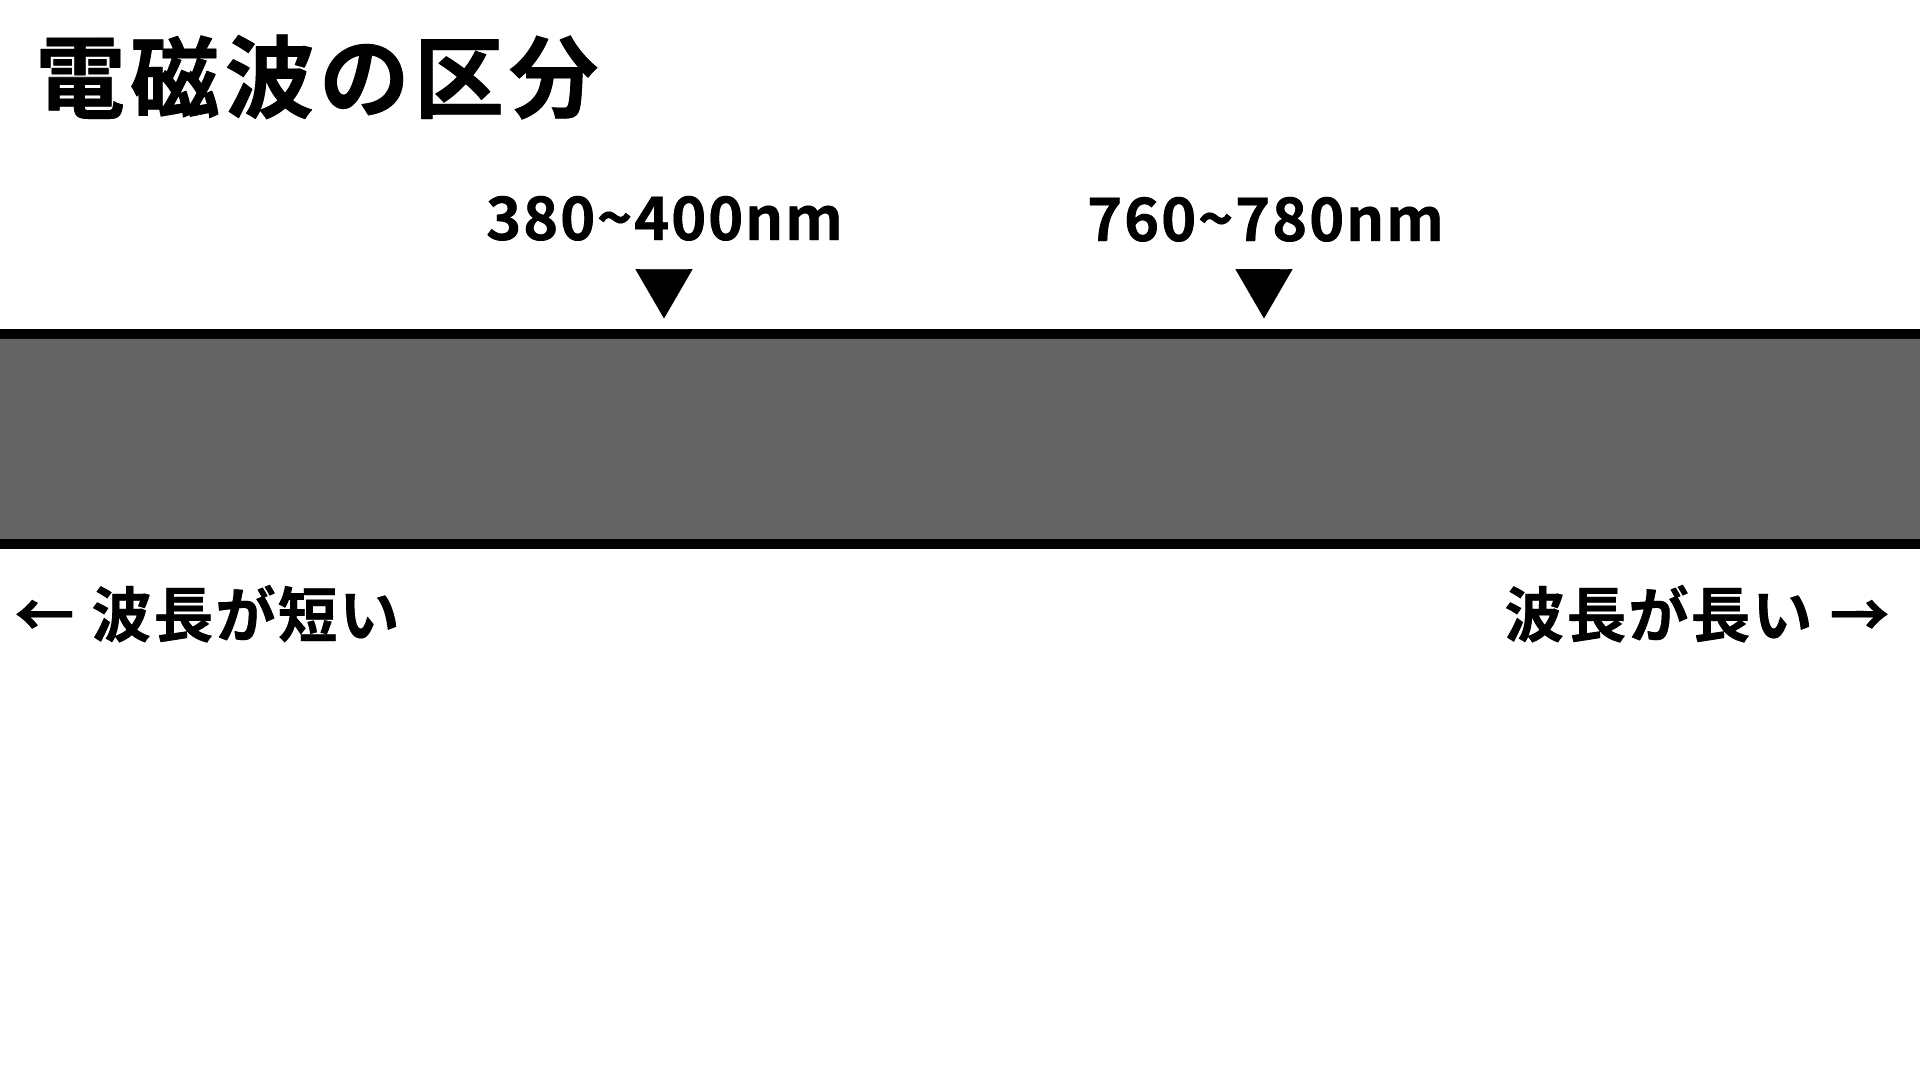 電磁波の区分
380~400nm
760~780nm
▼
▼
← 波長が短い
波長が長い →